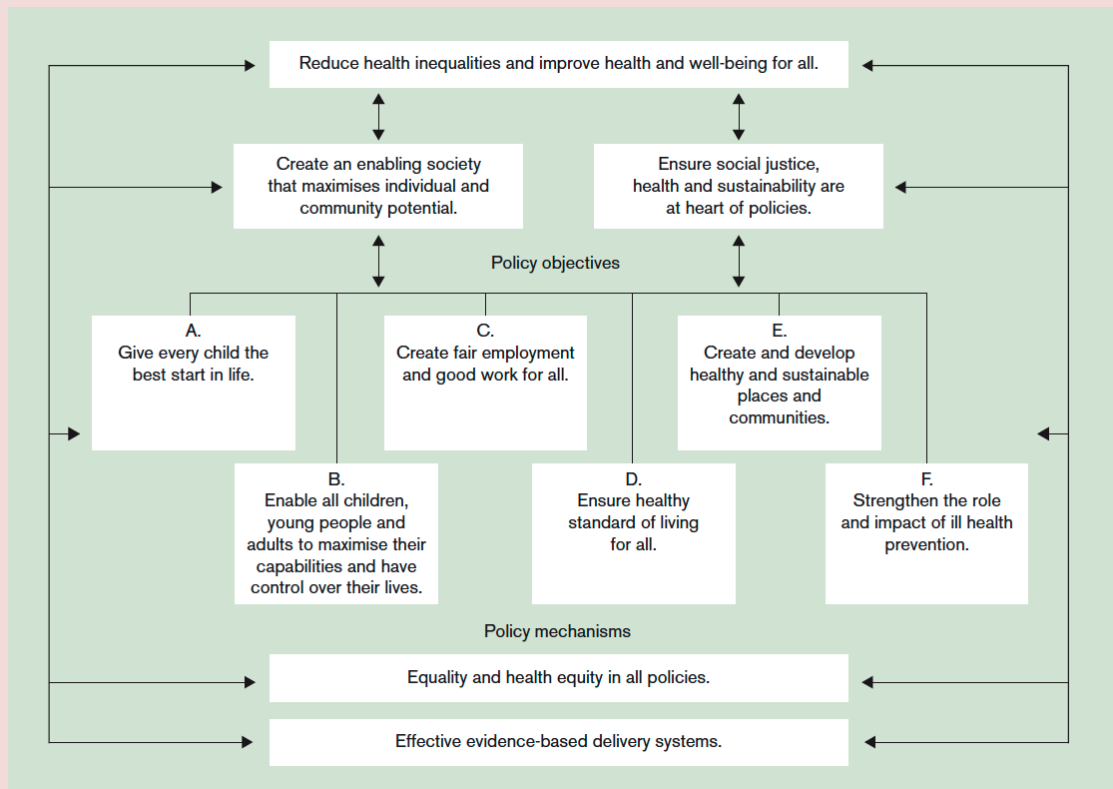 Reduce health inequalities and improve health and well-being for all.
Create an enabling society
that maximises individual and
community potential.
Ensure social justice,
health and sustainability are
at heart of policies.
Policy objectives
A.
Give every child the
best start in life.
C.
Create fair employment
and good work for all.
E.
Create and develop
healthy and sustainable
places and
communities.
B.
Enable all children,
young people and
adults to maximise their
capabilities and have
control over their lives.
D.
Ensure healthy
standard of living
for all.
F.
Strengthen the role
and impact of ill health
prevention.
Policy mechanisms
Equality and health equity in all policies.
Effective evidence-based delivery systems.